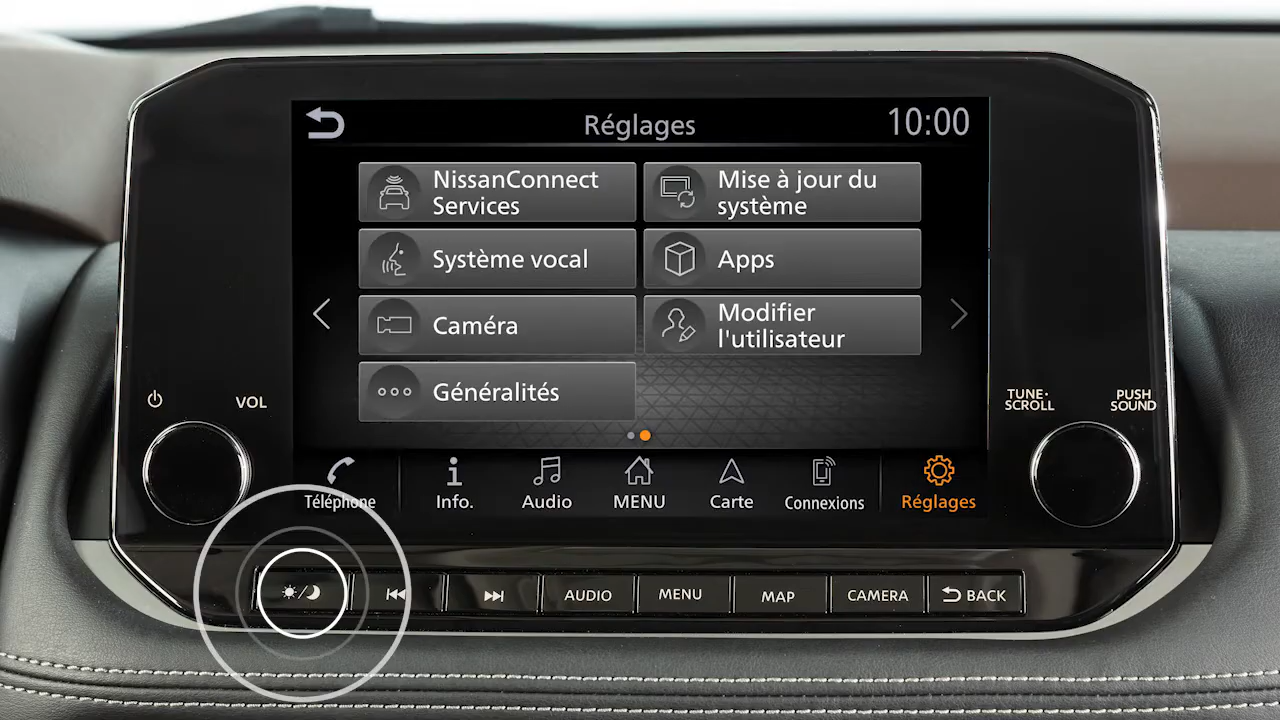 Réglages
10:00
NissanConnect
Services
Mise à jour du
système
Système vocal
Apps
Caméra
Modifier
l'utilisateur
Généralités
VOL
TUNE·
SCROLL
PUSH
SOUND
Téléphone
Info.
Audio
MENU
Carte
Connexions
Réglages
AUDIO
MENU
MAP
CAMERA
BACK